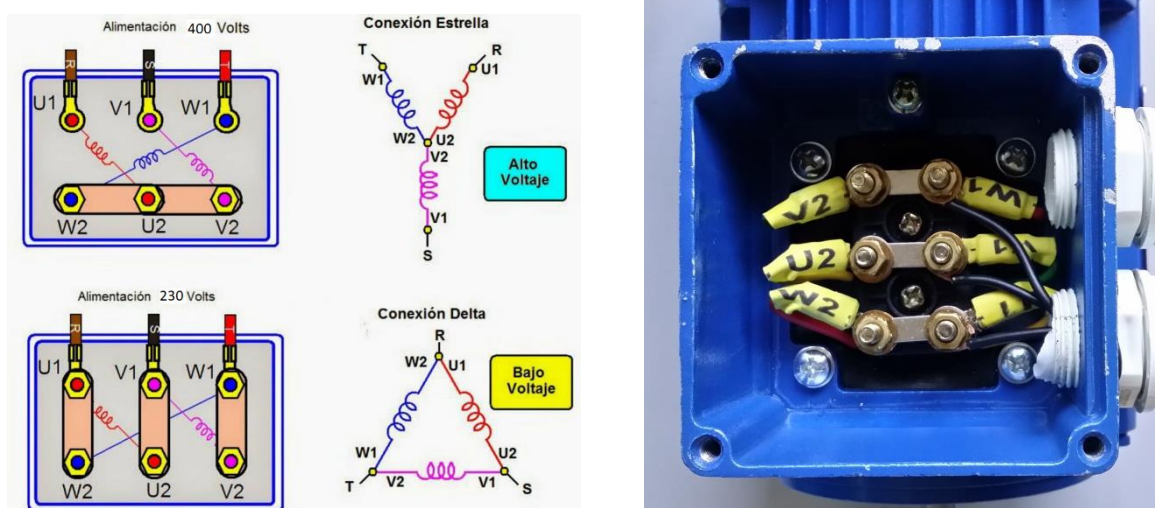 Alimentación 400 Volts
R S T
U1 V1 W1
W2 U2 V2
Conexión Estrella
T R
W1 U1
W2 U2
V2
V1
S
Alto
Voltaje
Alimentación 230 Volts
R S T
U1 V1 W1
W2 U2 V2
Conexión Delta
R
W2 U1
W1 U2
T V2 V1 S
Bajo
Voltaje
V2 W1
U2
W2